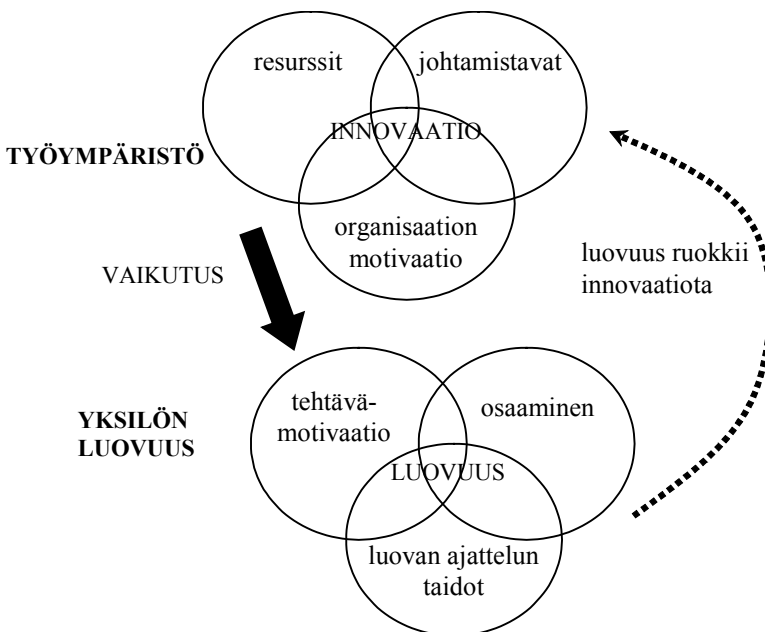 resurssit
johtamistavat
INNOVAATIO
TYÖYMPÄRISTÖ
organisaation
motivaatio
VAIKUTUS
luovuus ruokkii
innovaatiota
tehtävä-
motivaatio
osaaminen
YKSILÖN
LUOVUUS
LUOVUUS
luovan ajattelun
taidot